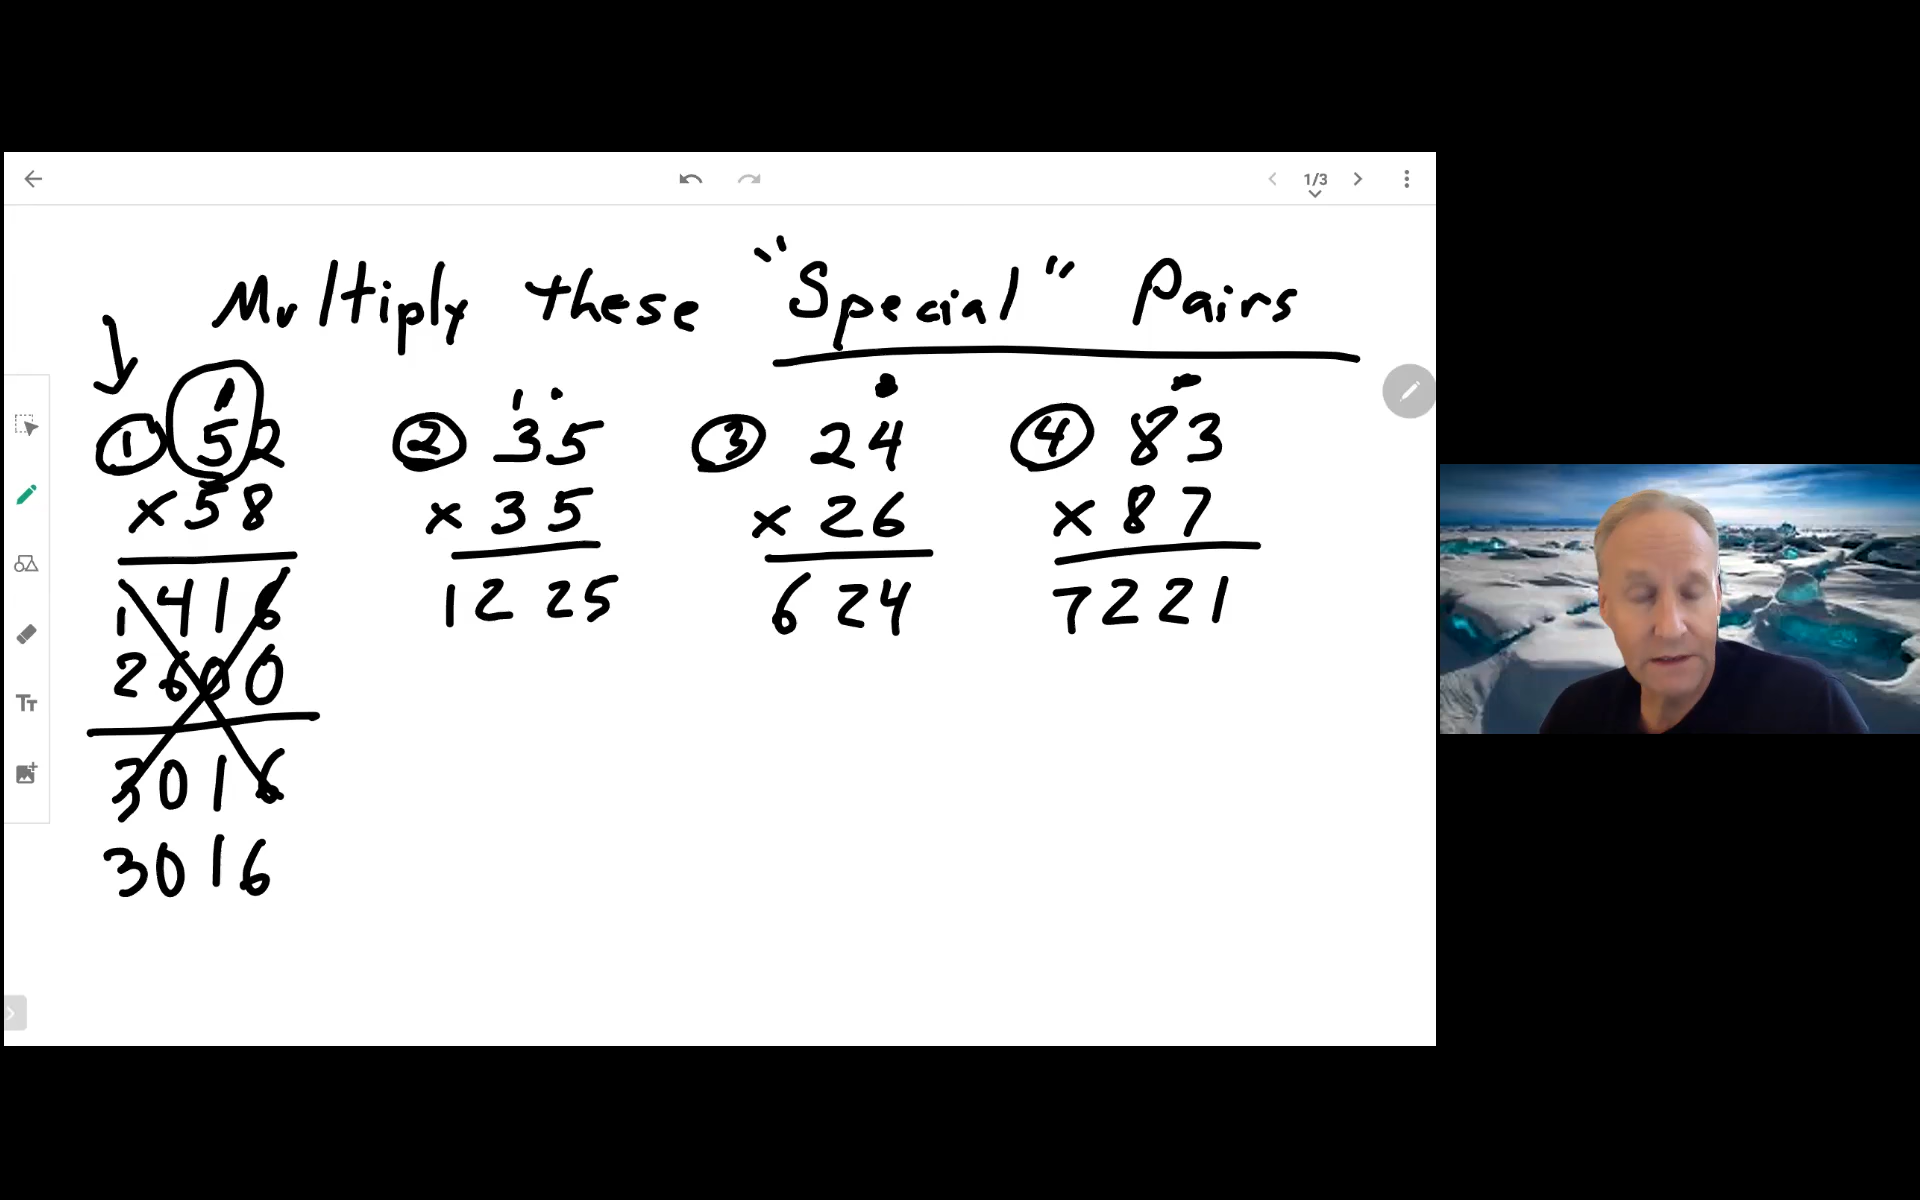 1/3
Multiply these "Special" Pairs
① 52 ② 35 ③ 24 ④ 83
x 58 x 35 x 26 x 87
1416 1225 624 7221
2600
3016
3016
Tт